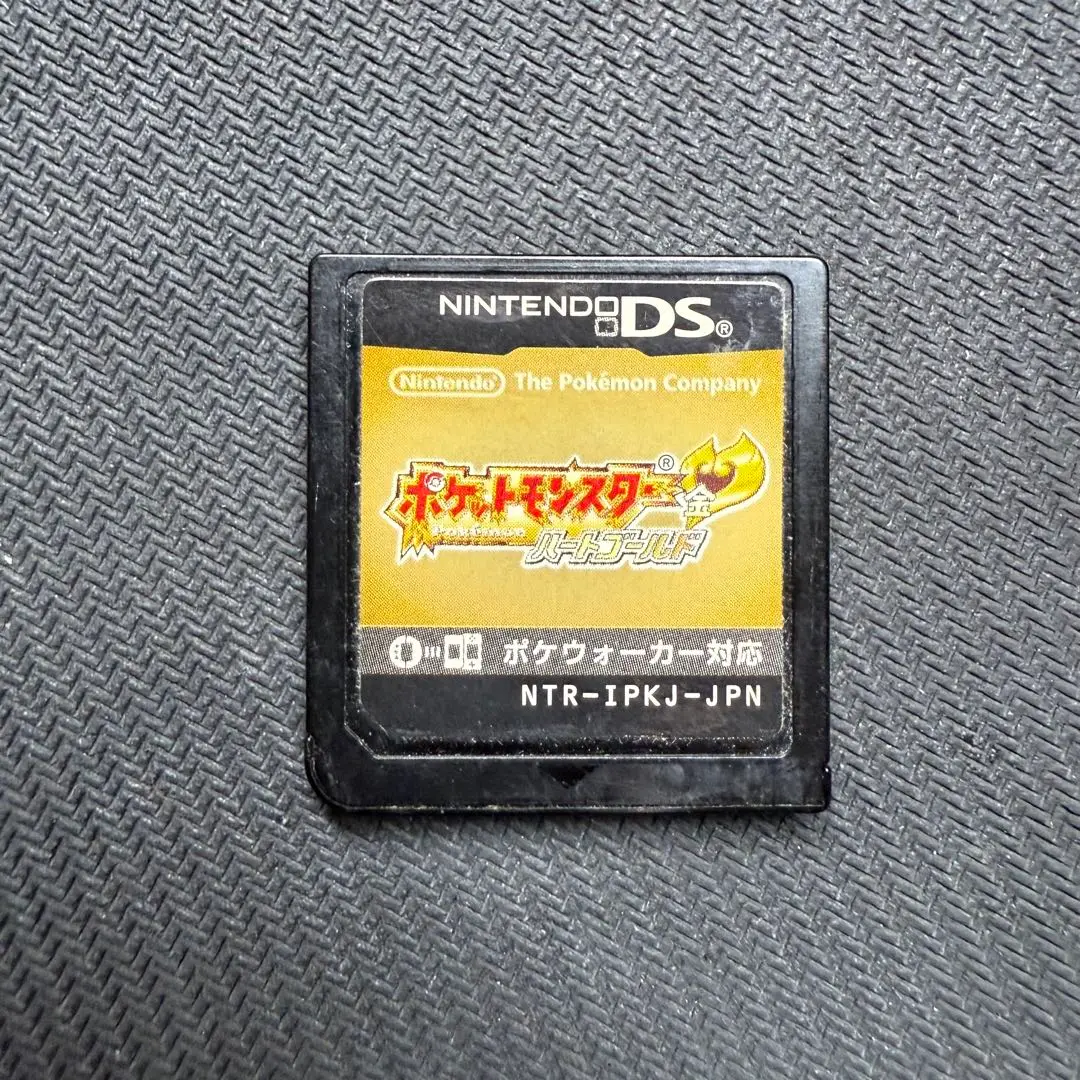 NINTENDO DS®
Nintendo® The Pokémon Company
ポケットモンスター® 金
ハートゴールド
ポケウォーカー対応
NTR-IPKJ-JPN